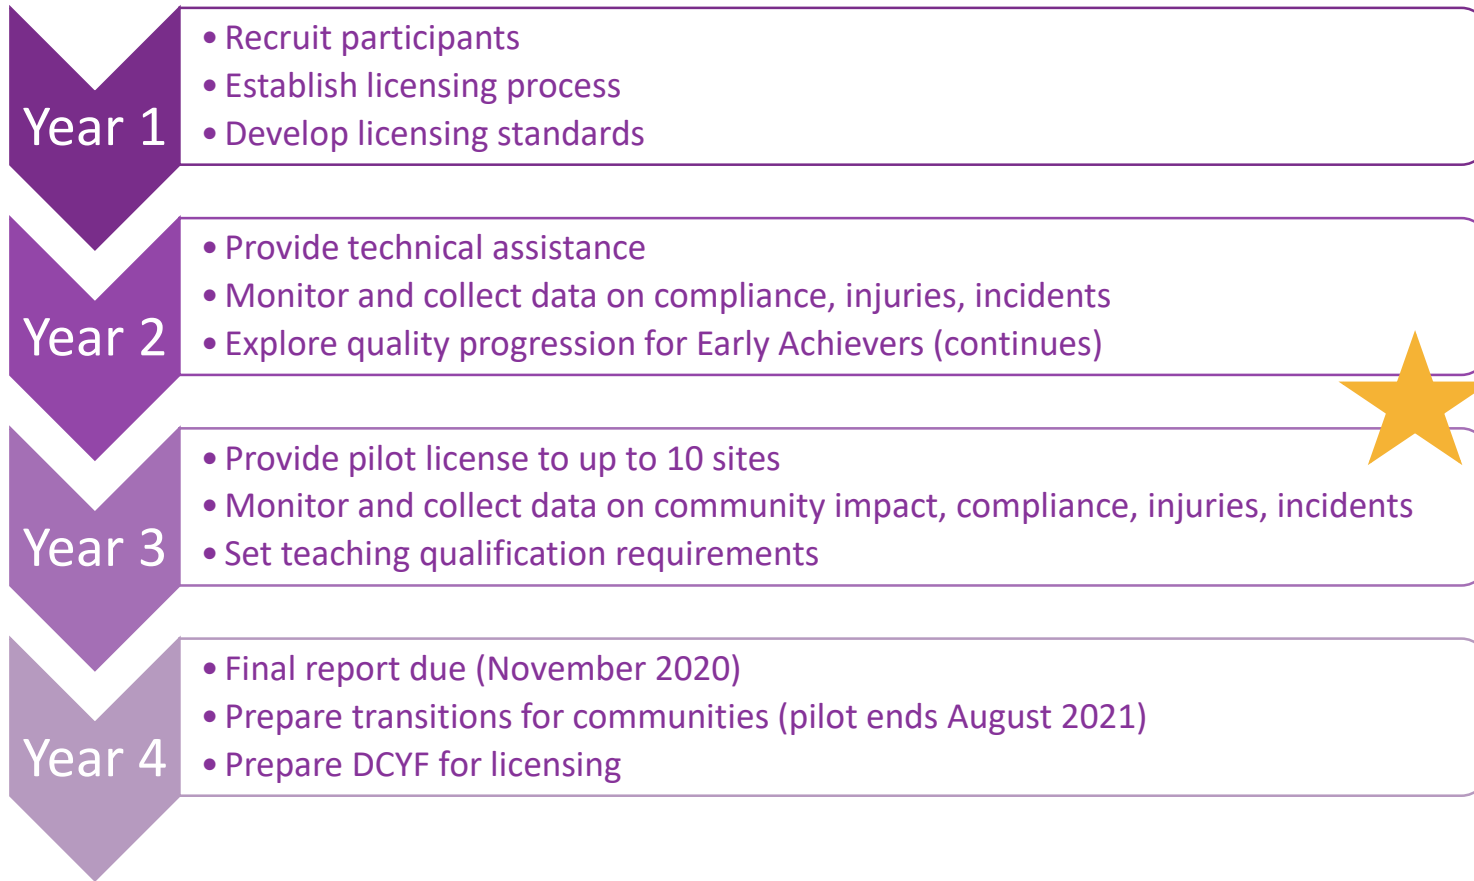 Year 1
• Recruit participants
• Establish licensing process
• Develop licensing standards
Year 2
• Provide technical assistance
• Monitor and collect data on compliance, injuries, incidents
• Explore quality progression for Early Achievers (continues)
Year 3
• Provide pilot license to up to 10 sites
• Monitor and collect data on community impact, compliance, injuries, incidents
• Set teaching qualification requirements
Year 4
• Final report due (November 2020)
• Prepare transitions for communities (pilot ends August 2021)
• Prepare DCYF for licensing